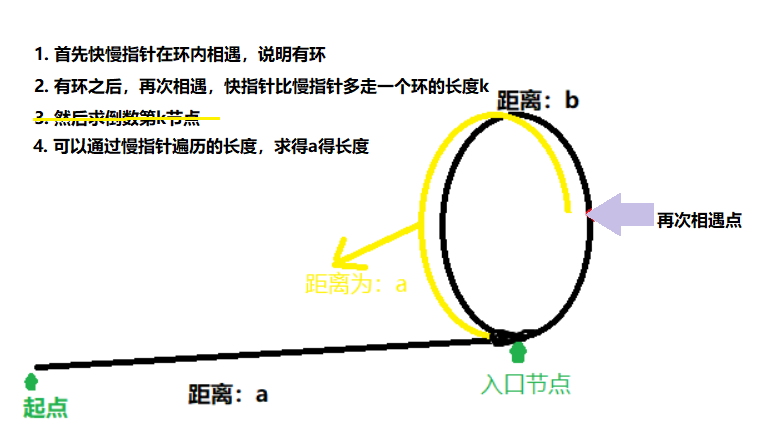 1. 首先快慢指针在环内相遇，说明有环
2. 有环之后，再次相遇，快指针比慢指针多走一个环的长度k
3. 然后求倒数第k节点
4. 可以通过慢指针遍历的长度，求得a得长度
距离：b
再次相遇点
距离为：a
距离：a
入口节点
起点